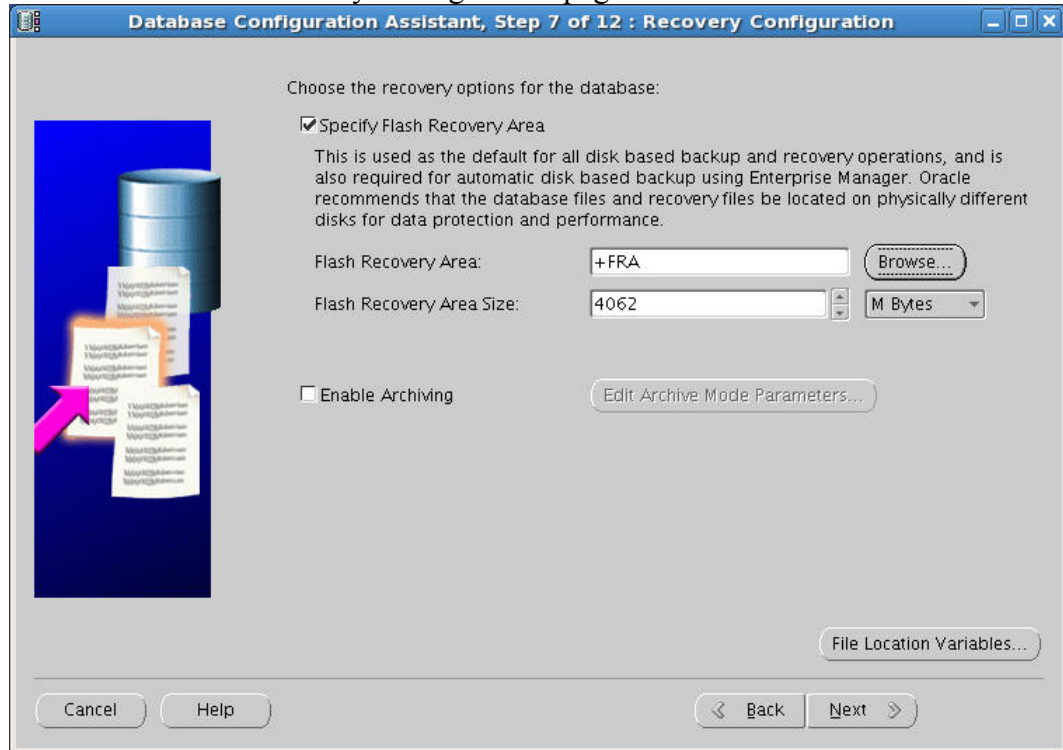 Database Configuration Assistant, Step 7 of 12 : Recovery Configuration
Choose the recovery options for the database:
Specify Flash Recovery Area
This is used as the default for all disk based backup and recovery operations, and is
also required for automatic disk based backup using Enterprise Manager. Oracle
recommends that the database files and recovery files be located on physically different
disks for data protection and performance.
Flash Recovery Area: +FRA Browse...
Flash Recovery Area Size: 4062 M Bytes
Enable Archiving Edit Archive Mode Parameters...
File Location Variables...
Cancel Help Back Next